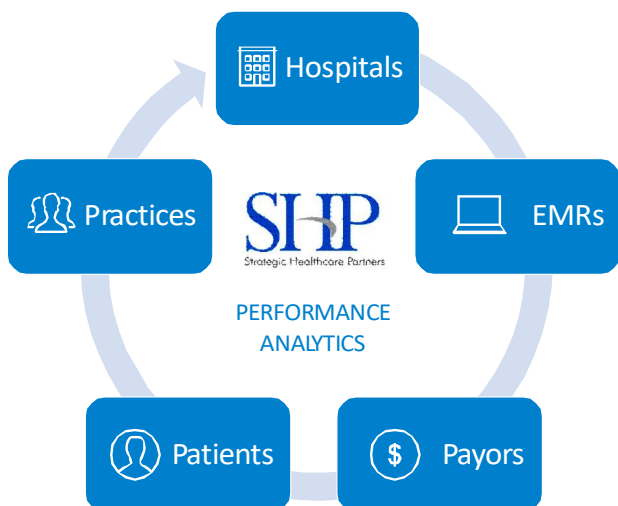 Hospitals
Practices
EMRs
SHP
Strategic Healthcare Partners
PERFORMANCE
ANALYTICS
Patients
$ Payors